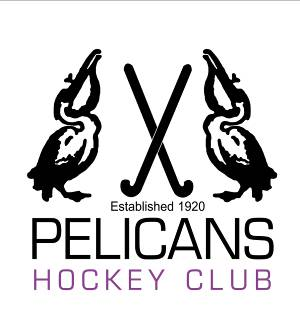 Established 1920
PELICANS
HOCKEY CLUB